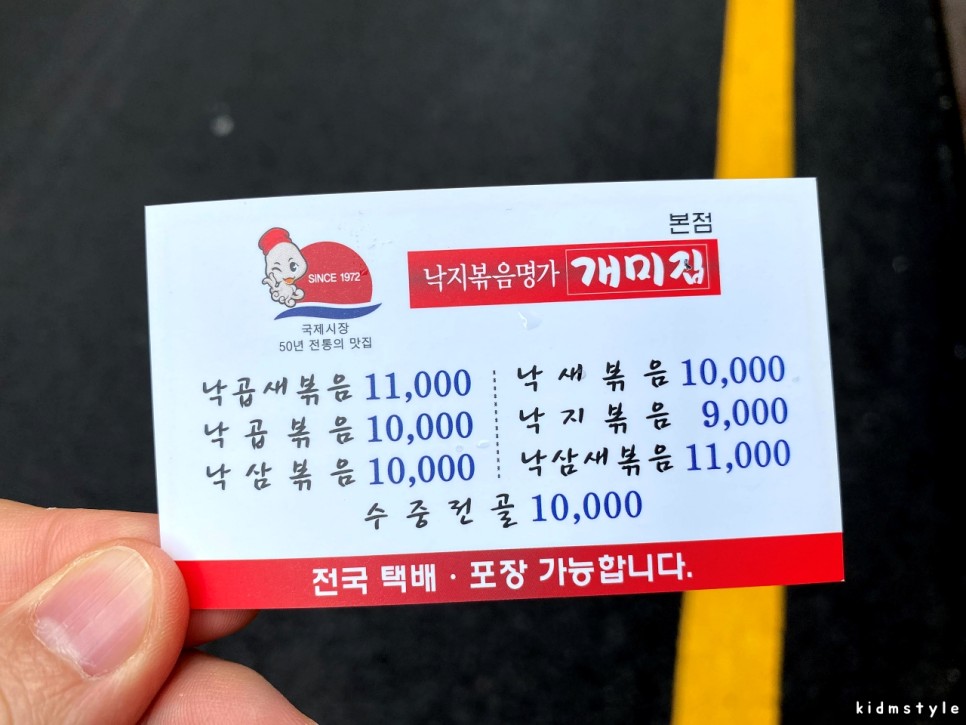 본점
낙지볶음명가 개미집
SINCE 1972
국제시장
50년 전통의 맛집
낙곱새볶음 11,000
낙곱볶음 10,000
낙삼볶음 10,000
낙새볶음 10,000
낙지볶음 9,000
낙삼새볶음 11,000
수중전골 10,000
전국 택배 · 포장 가능합니다.
kidmstyle